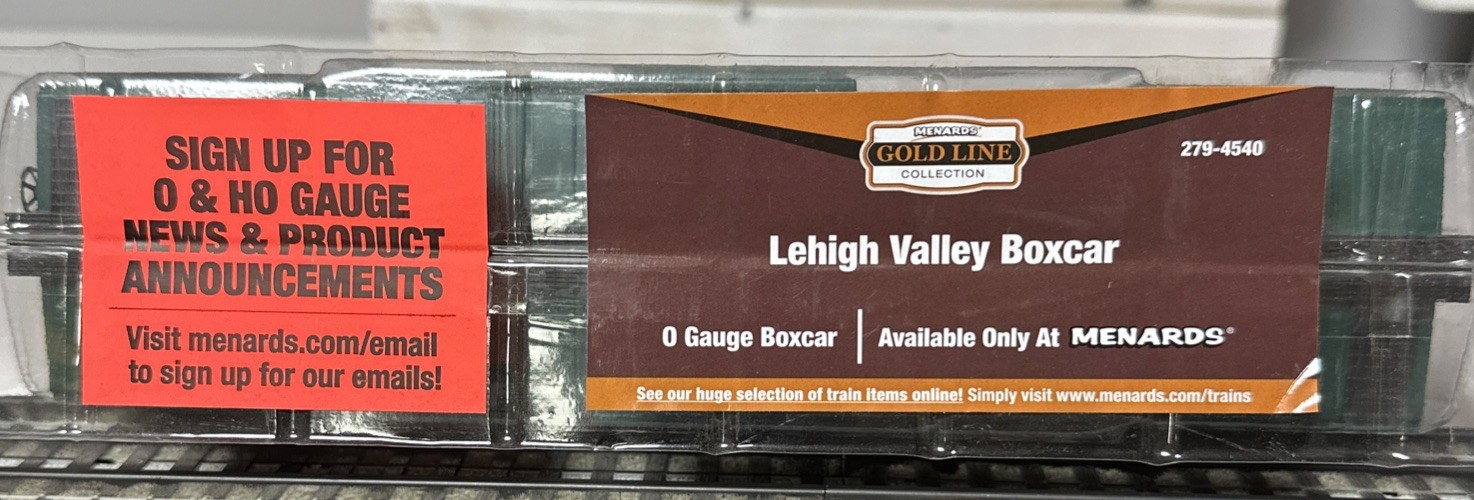 SIGN UP FOR
O & HO GAUGE
NEWS & PRODUCT
ANNOUNCEMENTS
Visit menards.com/email
to sign up for our emails!
MENARDS
GOLD LINE
COLLECTION
279-4540
Lehigh Valley Boxcar
O Gauge Boxcar | Available Only At MENARDS®
See our huge selection of train items online! Simply visit www.menards.com/trains